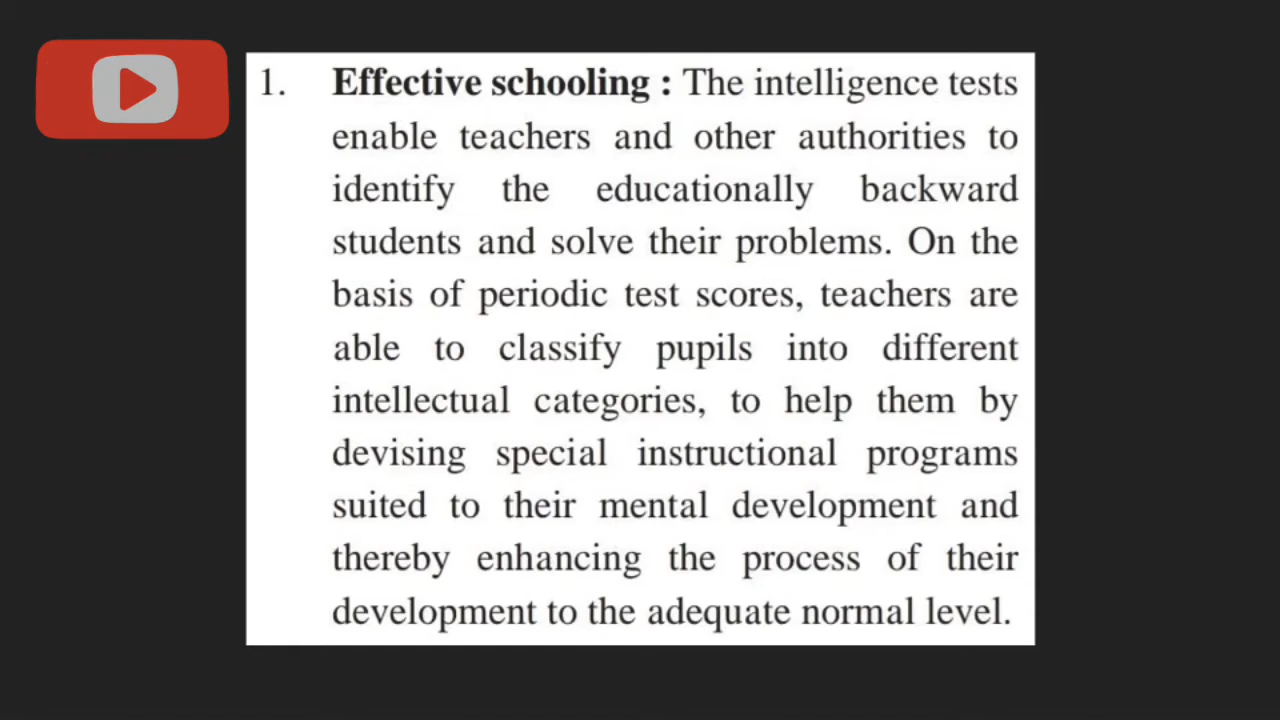 1. Effective schooling : The intelligence tests
enable teachers and other authorities to
identify the educationally backward
students and solve their problems. On the
basis of periodic test scores, teachers are
able to classify pupils into different
intellectual categories, to help them by
devising special instructional programs
suited to their mental development and
thereby enhancing the process of their
development to the adequate normal level.